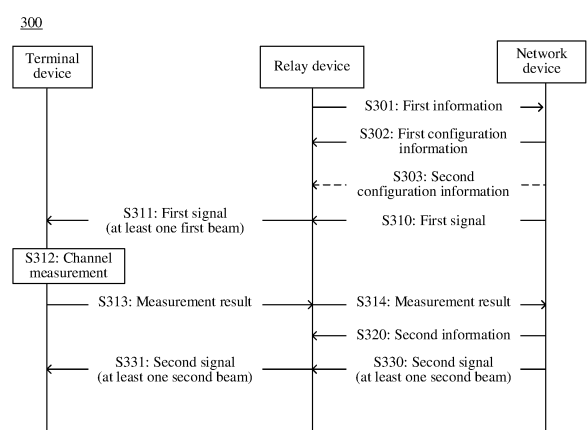 300
Terminal
device
Relay device
Network
device
S301: First information
S302: First configuration
information
S303: Second
configuration information
S311: First signal
(at least one first beam)
S310: First signal
S312: Channel
measurement
S313: Measurement result
S314: Measurement result
S320: Second information
S331: Second signal
(at least one second beam)
S330: Second signal
(at least one second beam)